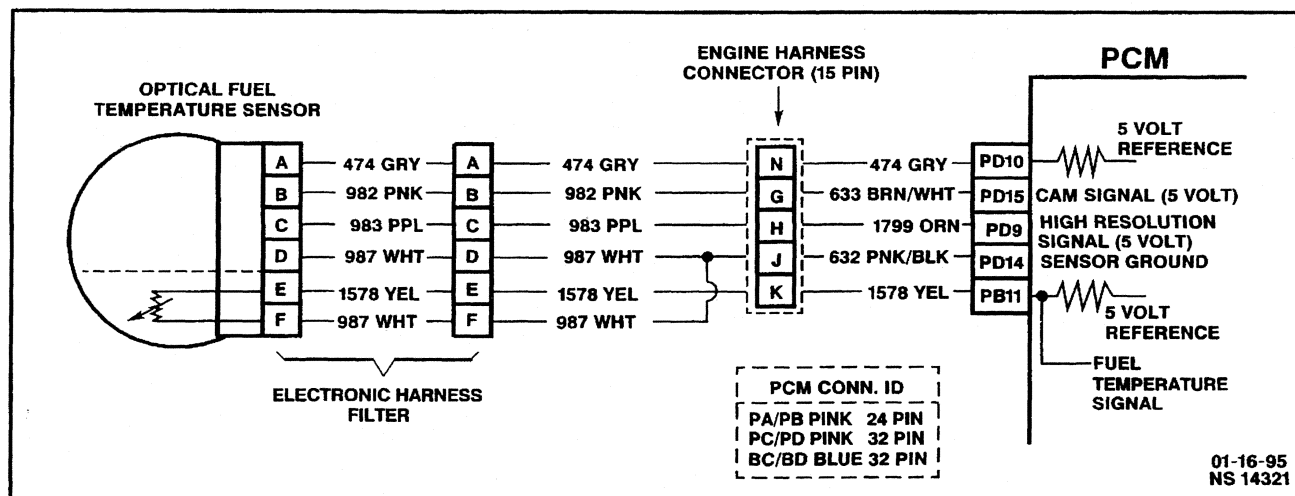 ENGINE HARNESS
CONNECTOR (15 PIN)
PCM
OPTICAL FUEL
TEMPERATURE SENSOR
5 VOLT
REFERENCE
A 474 GRY A 474 GRY N 474 GRY PD10
B 982 PNK B 982 PNK G 633 BRN/WHT PD15 CAM SIGNAL (5 VOLT)
C 983 PPL C 983 PPL H 1799 ORN PD9 HIGH RESOLUTION
SIGNAL (5 VOLT)
D 987 WHT D 987 WHT J 632 PNK/BLK PD14 SENSOR GROUND
E 1578 YEL E 1578 YEL K 1578 YEL PB11
F 987 WHT F 987 WHT
5 VOLT
REFERENCE
FUEL
TEMPERATURE
SIGNAL
ELECTRONIC HARNESS
FILTER
PCM CONN. ID
PA/PB PINK 24 PIN
PC/PD PINK 32 PIN
BC/BD BLUE 32 PIN
01-16-95
NS 14321